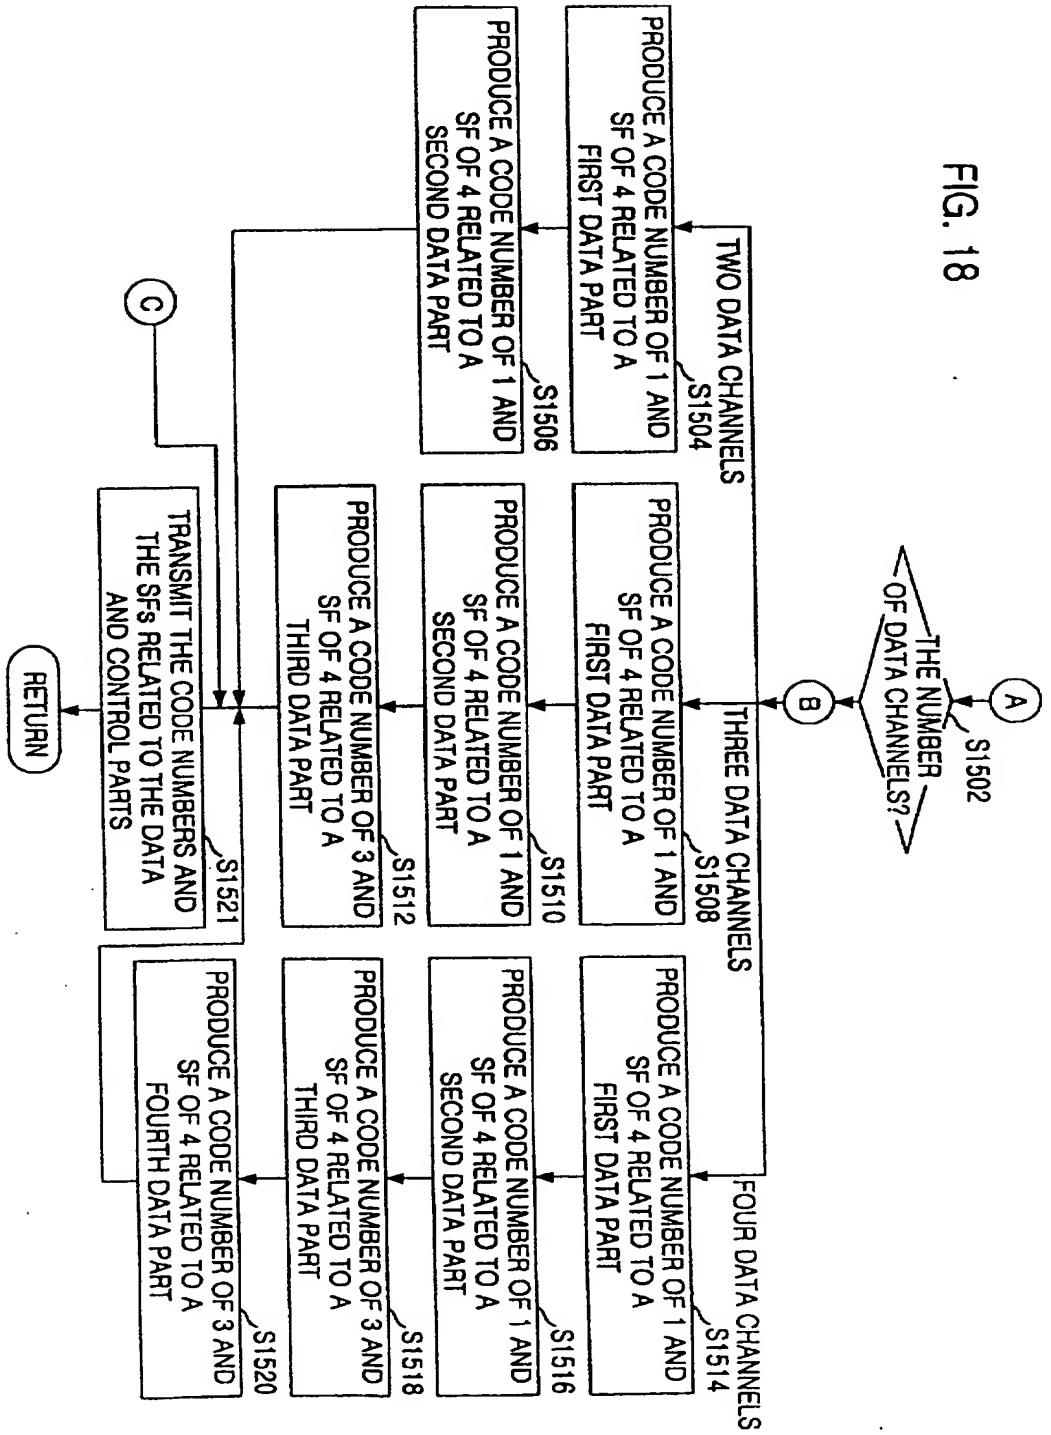 FIG. 18
A
S1502
THE NUMBER
OF DATA CHANNELS?
B
TWO DATA CHANNELS
THREE DATA CHANNELS
FOUR DATA CHANNELS
S1504
PRODUCE A CODE NUMBER OF 1 AND
SF OF 4 RELATED TO A
FIRST DATA PART
S1506
PRODUCE A CODE NUMBER OF 1 AND
SF OF 4 RELATED TO A
SECOND DATA PART
S1508
PRODUCE A CODE NUMBER OF 1 AND
SF OF 4 RELATED TO A
FIRST DATA PART
S1510
PRODUCE A CODE NUMBER OF 1 AND
SF OF 4 RELATED TO A
SECOND DATA PART
S1512
PRODUCE A CODE NUMBER OF 3 AND
SF OF 4 RELATED TO A
THIRD DATA PART
S1514
PRODUCE A CODE NUMBER OF 1 AND
SF OF 4 RELATED TO A
FIRST DATA PART
S1516
PRODUCE A CODE NUMBER OF 1 AND
SF OF 4 RELATED TO A
SECOND DATA PART
S1518
PRODUCE A CODE NUMBER OF 3 AND
SF OF 4 RELATED TO A
THIRD DATA PART
S1520
PRODUCE A CODE NUMBER OF 3 AND
SF OF 4 RELATED TO A
FOURTH DATA PART
C
S1521
TRANSMIT THE CODE NUMBERS AND
THE SFs RELATED TO THE DATA
AND CONTROL PARTS
RETURN